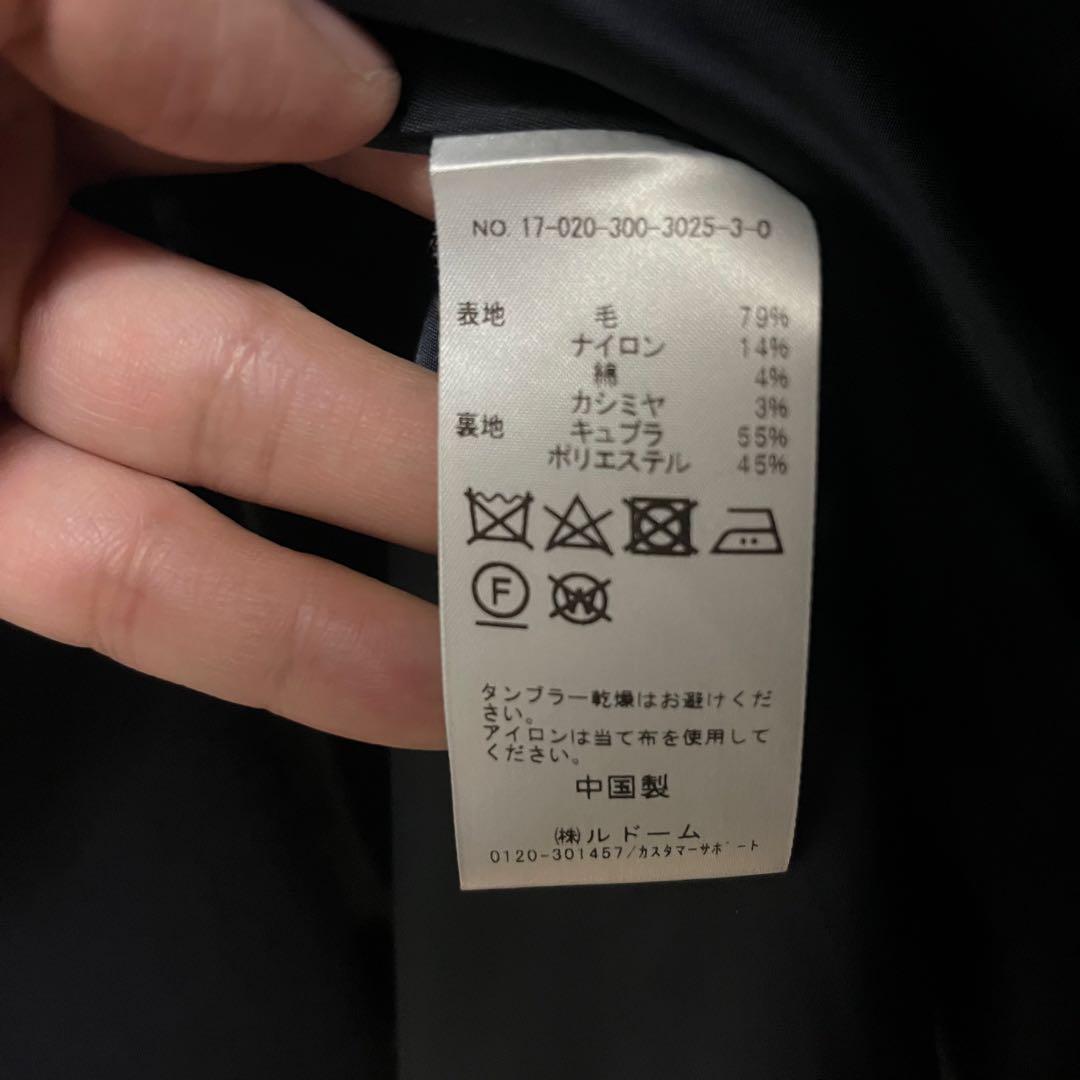 NO. 17-020-300-3025-3-0
表地 毛 79%
ナイロン 14%
綿 4%
カシミヤ 3%
裏地 キュプラ 55%
ポリエステル 45%
F W
タンブラー乾燥はお避けくだ
さい。
アイロンは当て布を使用して
ください。
中国製
㈱ルドーム
0120-301457/カスタマーサポート